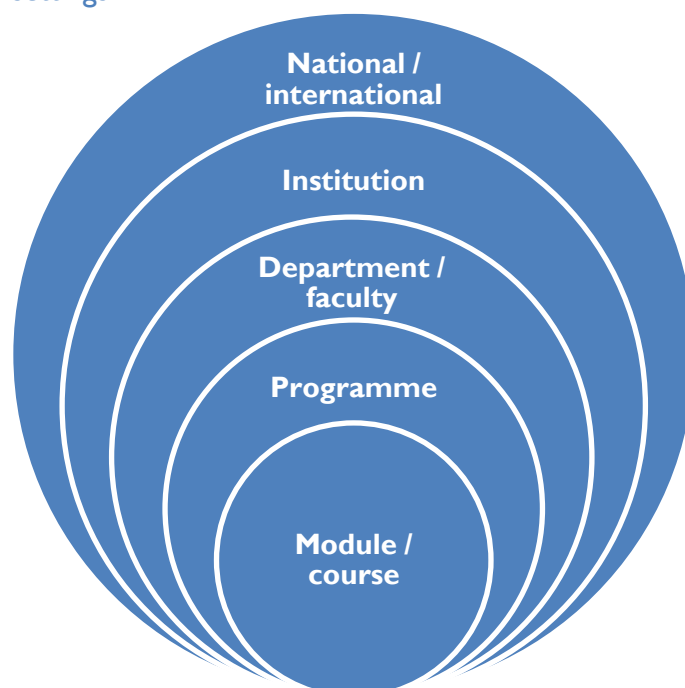 National /
international
Institution
Department /
faculty
Programme
Module /
course